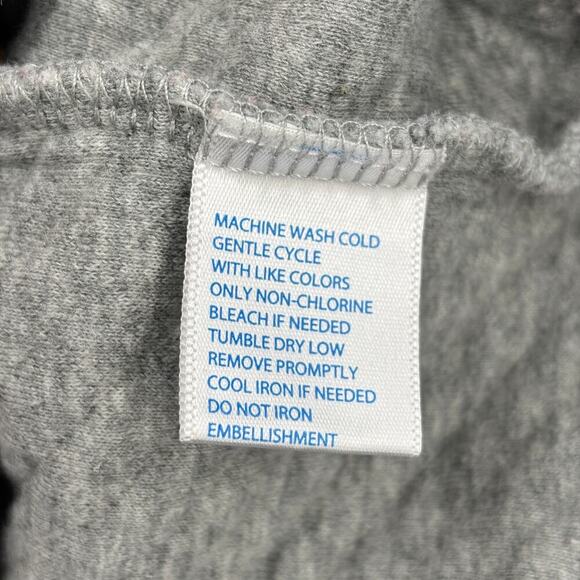 MACHINE WASH COLD
GENTLE CYCLE
WITH LIKE COLORS
ONLY NON-CHLORINE
BLEACH IF NEEDED
TUMBLE DRY LOW
REMOVE PROMPTLY
COOL IRON IF NEEDED
DO NOT IRON
EMBELLISHMENT